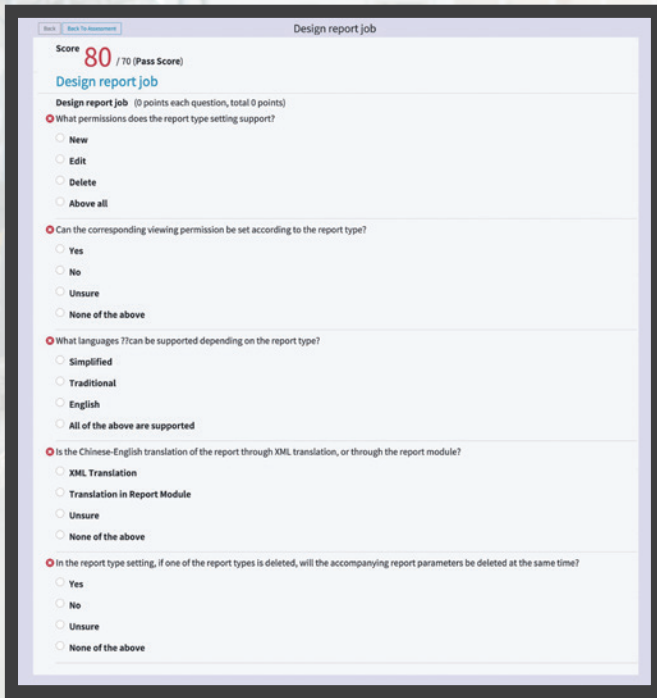 Back Back To Assessment Design report job
Score 80 / 70 (Pass Score)
Design report job
Design report job (0 points each question, total 0 points)
What permissions does the report type setting support?
New
Edit
Delete
Above all
Can the corresponding viewing permission be set according to the report type?
Yes
No
Unsure
None of the above
What languages ??can be supported depending on the report type?
Simplified
Traditional
English
All of the above are supported
Is the Chinese-English translation of the report through XML translation, or through the report module?
XML Translation
Translation in Report Module
Unsure
None of the above
In the report type setting, if one of the report types is deleted, will the accompanying report parameters be deleted at the same time?
Yes
No
Unsure
None of the above